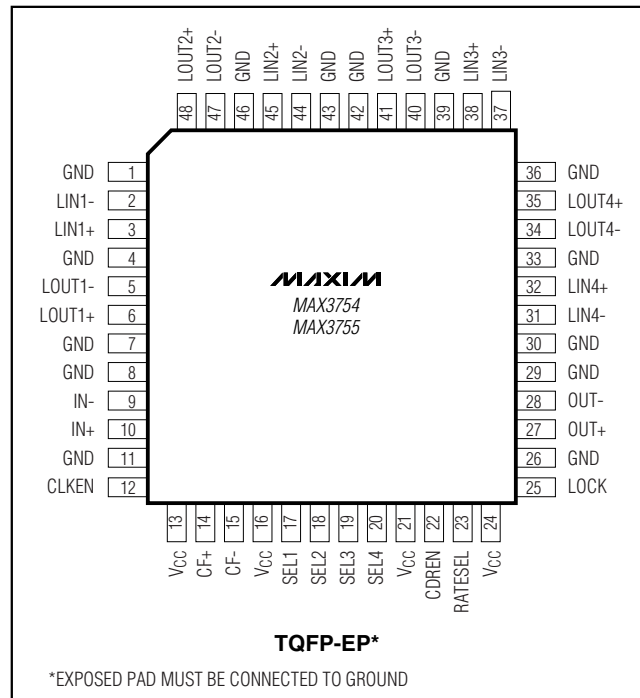 LOUT2+ LOUT2- GND LIN2+ LIN2- GND GND LOUT3+ LOUT3- GND LIN3+ LIN3-
48 47 46 45 44 43 42 41 40 39 38 37
GND 1
LIN1- 2
LIN1+ 3
GND 4
LOUT1- 5
LOUT1+ 6
GND 7
GND 8
IN- 9
IN+ 10
GND 11
CLKEN 12
MAXIM
MAX3754
MAX3755
36 GND
35 LOUT4+
34 LOUT4-
33 GND
32 LIN4+
31 LIN4-
30 GND
29 GND
28 OUT-
27 OUT+
26 GND
25 LOCK
13 14 15 16 17 18 19 20 21 22 23 24
VCC CF+ CF- VCC SEL1 SEL2 SEL3 SEL4 VCC CDREN RATESEL VCC
TQFP-EP*
*EXPOSED PAD MUST BE CONNECTED TO GROUND